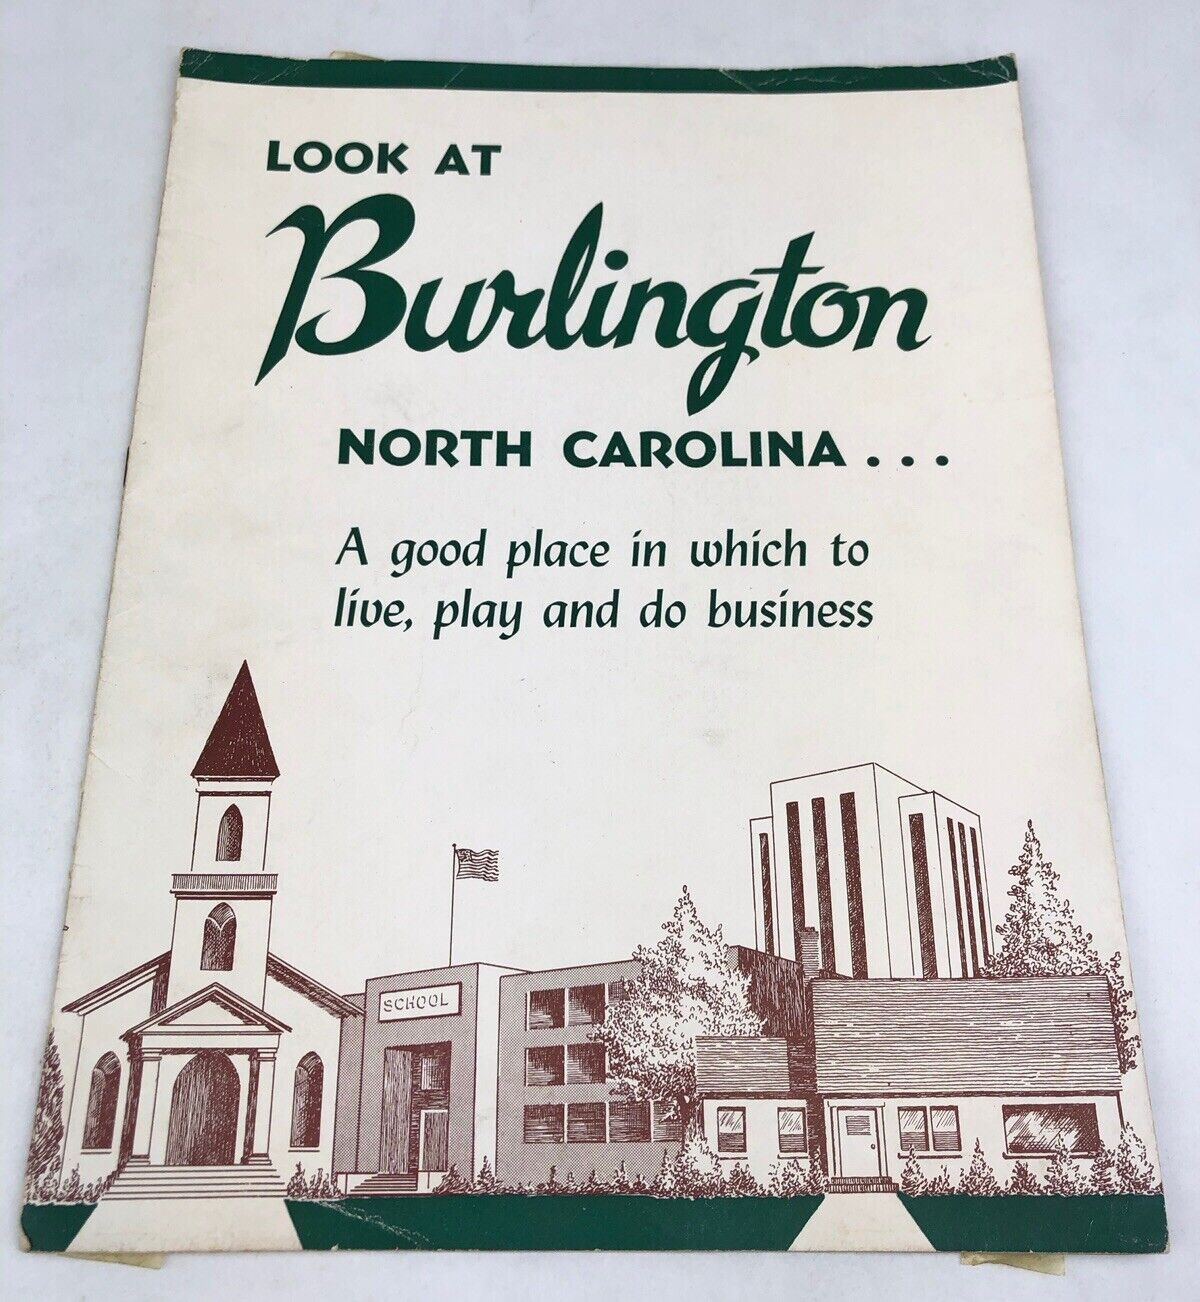 LOOK AT
Burlington
NORTH CAROLINA . . .
A good place in which to
live, play and do business
SCHOOL